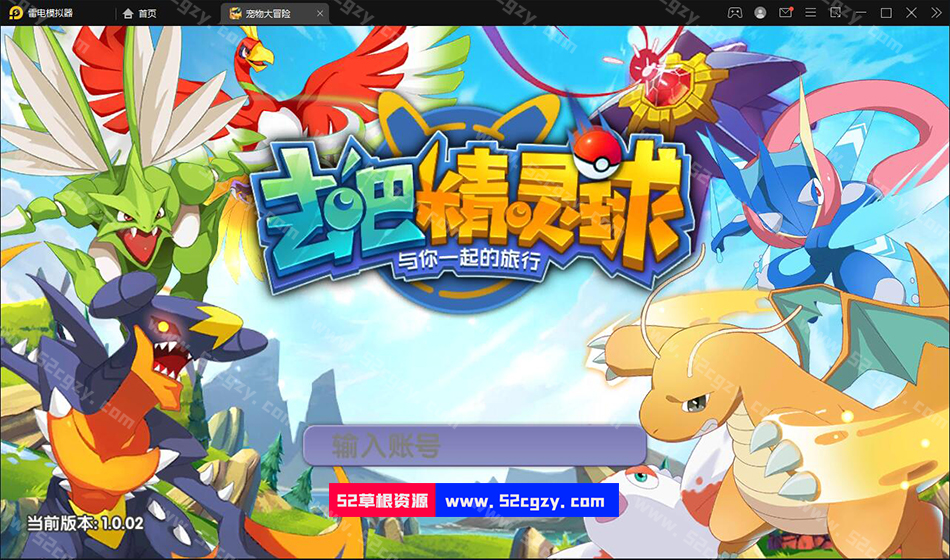 雷电模拟器
首页
宠物大冒险
去吧精灵球
与你一起的旅行
输入账号
52草根资源 www.52cgzy.com
当前版本: 1.0.02